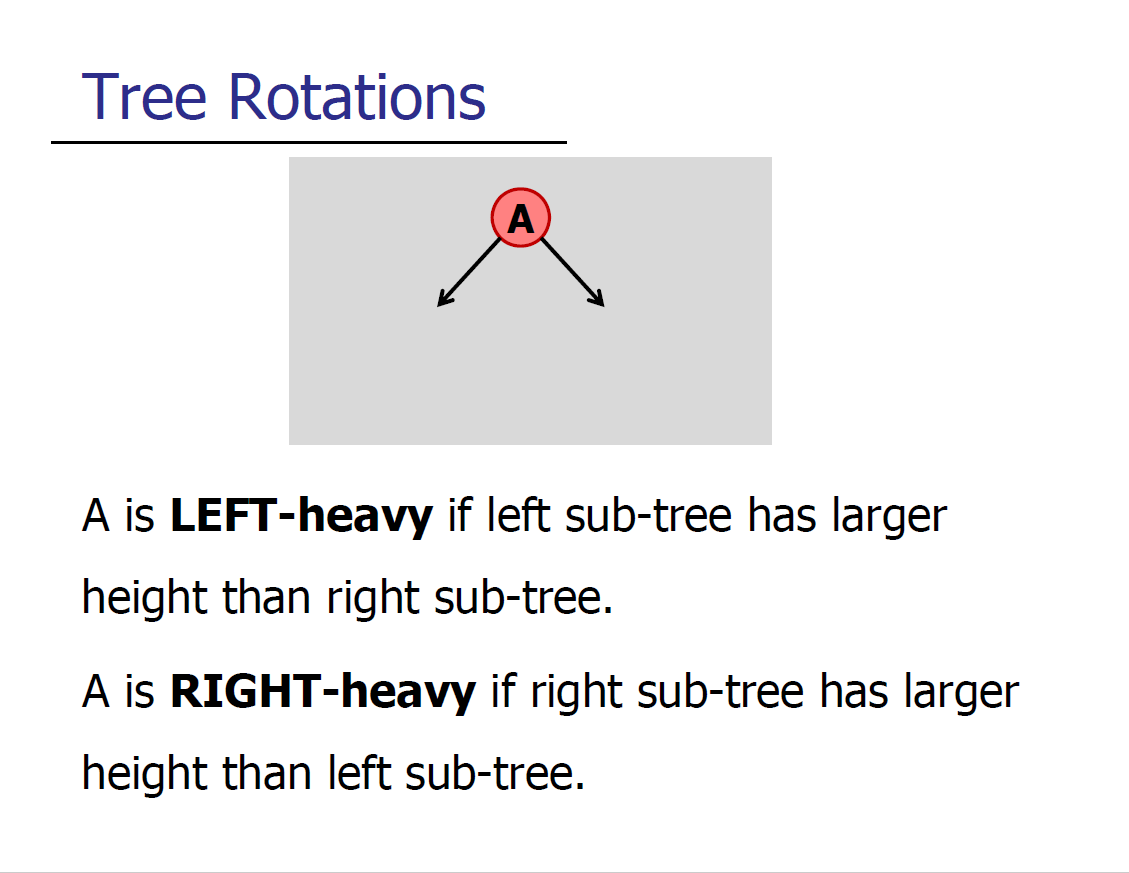 Tree Rotations
A
A is LEFT-heavy if left sub-tree has larger
height than right sub-tree.
A is RIGHT-heavy if right sub-tree has larger
height than left sub-tree.